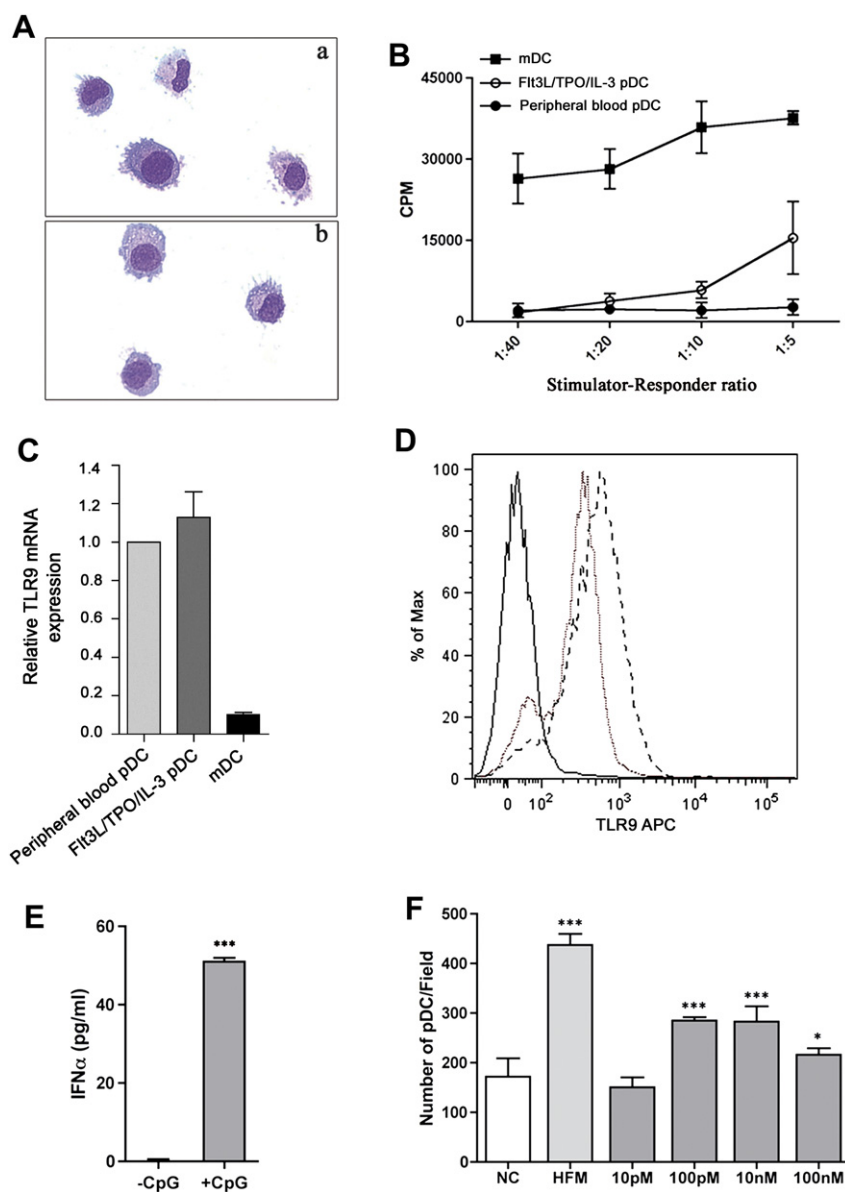 A
a
b
B
mDC
Flt3L/TPO/IL-3 pDC
Peripheral blood pDC
45000
30000
15000
0
CPM
1:40
1:20
1:10
1:5
Stimulator-Responder ratio
C
Relative TLR9 mRNA
expression
1.4
1.2
1.0
0.8
0.6
0.4
0.2
0.0
Peripheral blood pDC
Flt3L/TPO/IL-3 pDC
mDC
D
% of Max
100
80
60
40
20
0
0
10²
10³
10⁴
10⁵
TLR9 APC
E
IFNα (pg/ml)
60
40
20
0
***
-CpG
+CpG
F
Number of pDC/Field
500
400
300
200
100
0
***
***
***
*
NC
HFM
10pM
100pM
10nM
100nM